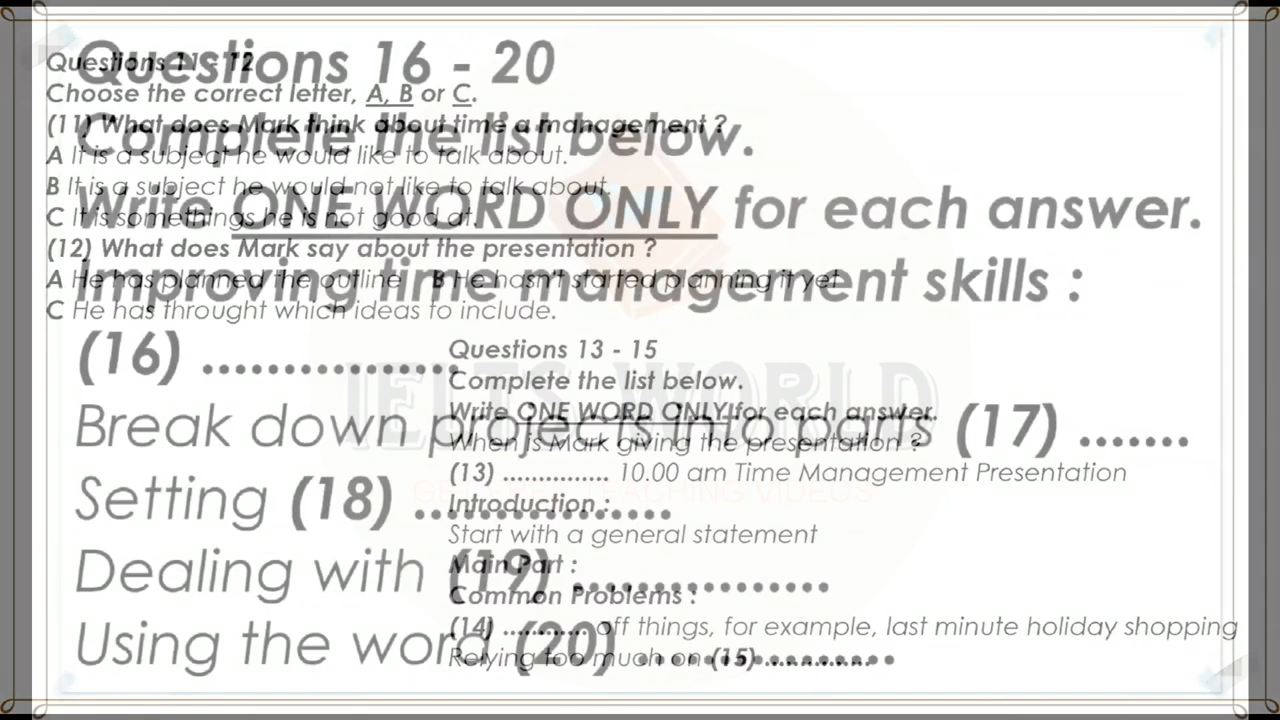 Questions 11 - 12
Choose the correct letter, A, B or C.
(11) What does Mark think about time a management ?
A It is a subject he would like to talk about.
B It is a subject he would not like to talk about.
C It is somethings he is not good at.
(12) What does Mark say about the presentation ?
A He has planned the outline B He hasn't started planning it yet
C He has throught which ideas to include.
Questions 13 - 15
Complete the list below.
Write ONE WORD ONLY for each answer.
When is Mark giving the presentation ?
(13) ............... 10.00 am Time Management Presentation
Introduction :
Start with a general statement
Main Part :
Common Problems :
(14) ............ off things, for example, last minute holiday shopping
Relying too much on (15) ................
Questions 16 - 20
Complete the list below.
Write ONE WORD ONLY for each answer.
Improving time management skills :
(16) ..............
Break down projects into parts (17) .......
Setting (18) ................
Dealing with (19) ................
Using the word (20) ................
IELTS WORLD